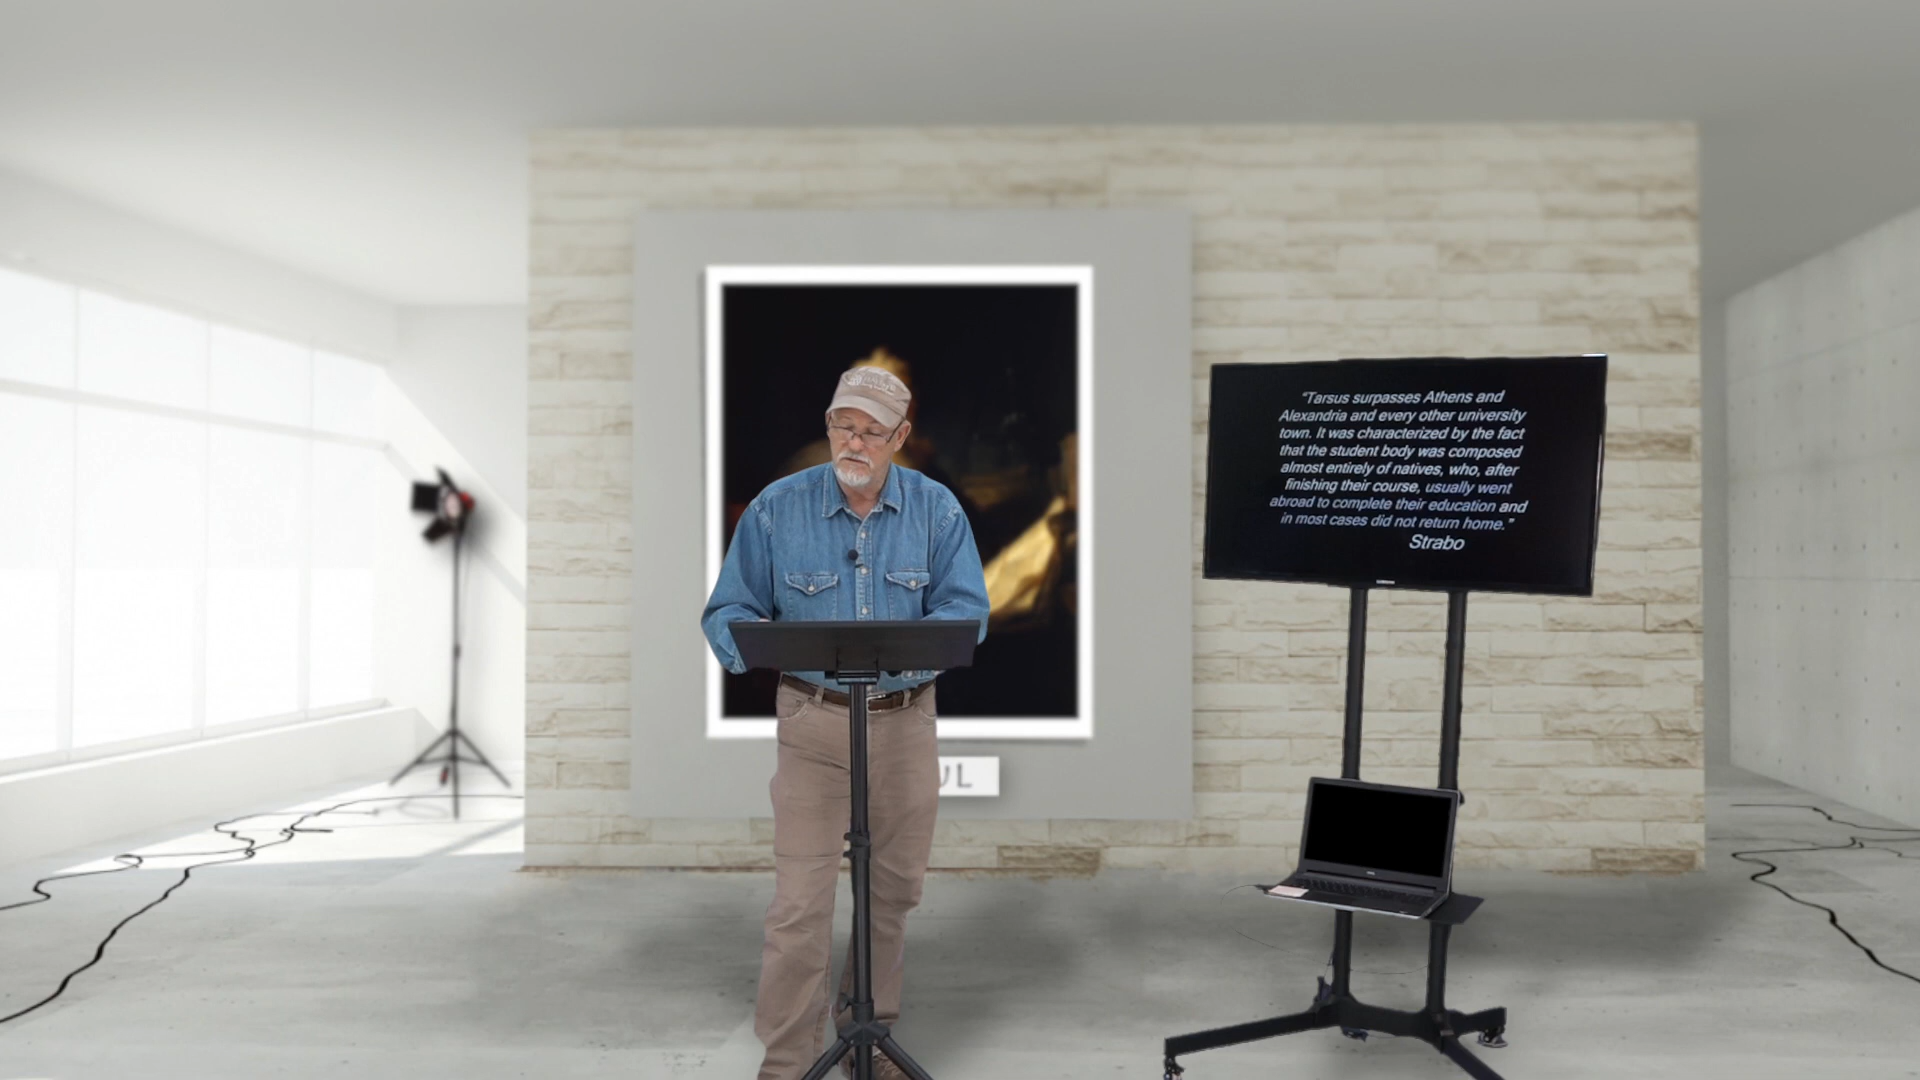 "Tarsus surpasses Athens and
Alexandria and every other university
town. It was characterized by the fact
that the student body was composed
almost entirely of natives, who, after
finishing their course, usually went
abroad to complete their education and
in most cases did not return home."
Strabo
SAMSUNG
UL